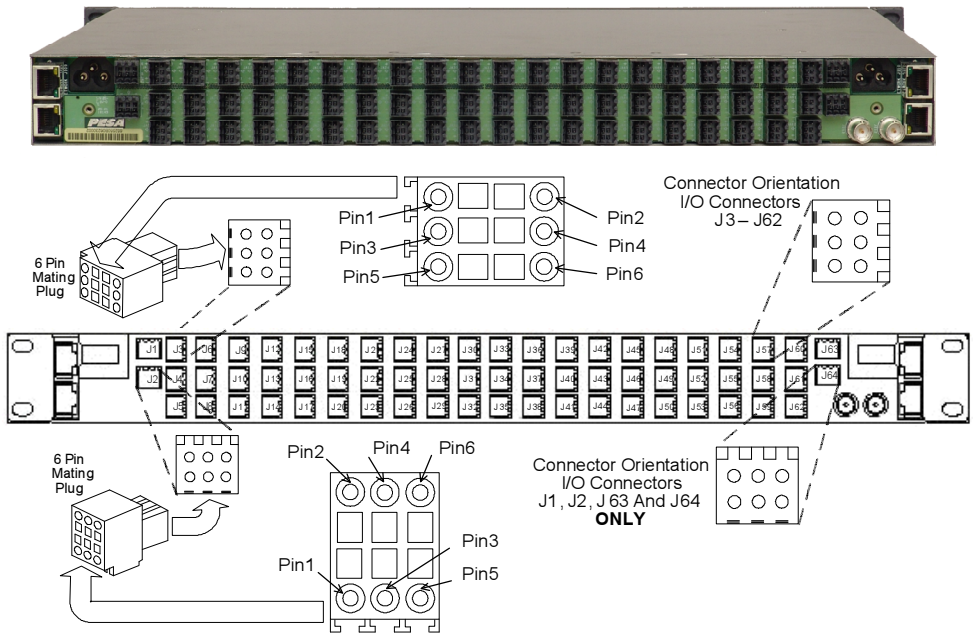 PESA
Connector Orientation
I/O Connectors
J3 – J62
Pin1
Pin2
Pin3
Pin4
Pin5
Pin6
6 Pin
Mating
Plug
J1 J3 J6 J9 J12 J15 J18 J21 J24 J27 J30 J33 J36 J39 J42 J45 J48 J51 J54 J57 J60 J63
J2 J4 J7 J10 J13 J16 J19 J22 J25 J28 J31 J34 J37 J40 J43 J46 J49 J52 J55 J58 J61 J64
J5 J8 J11 J14 J17 J20 J23 J26 J29 J32 J35 J38 J41 J44 J47 J50 J53 J56 J59 J62
6 Pin
Mating
Plug
Pin2
Pin4
Pin6
Pin1
Pin3
Pin5
Connector Orientation
I/O Connectors
J1, J2, J63 And J64
ONLY